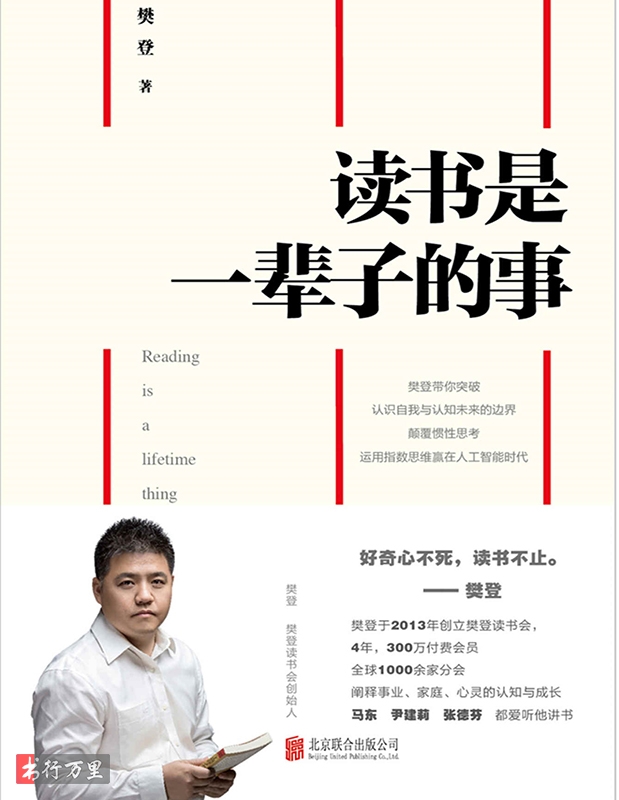 樊登 著
读书是
一辈子的事
Reading
is
a
lifetime
thing
樊登带你突破
认识自我与认知未来的边界
颠覆惯性思考
运用指数思维赢在人工智能时代
好奇心不死，读书不止。
—— 樊登
樊登 樊登读书会创始人
樊登于2013年创立樊登读书会，
4年，300万付费会员
全球1000余家分会
阐释事业、家庭、心灵的认知与成长
马东 尹建莉 张德芬 都爱听他讲书
北京联合出版公司
Beijing United Publishing Co.,Ltd.
书行万里